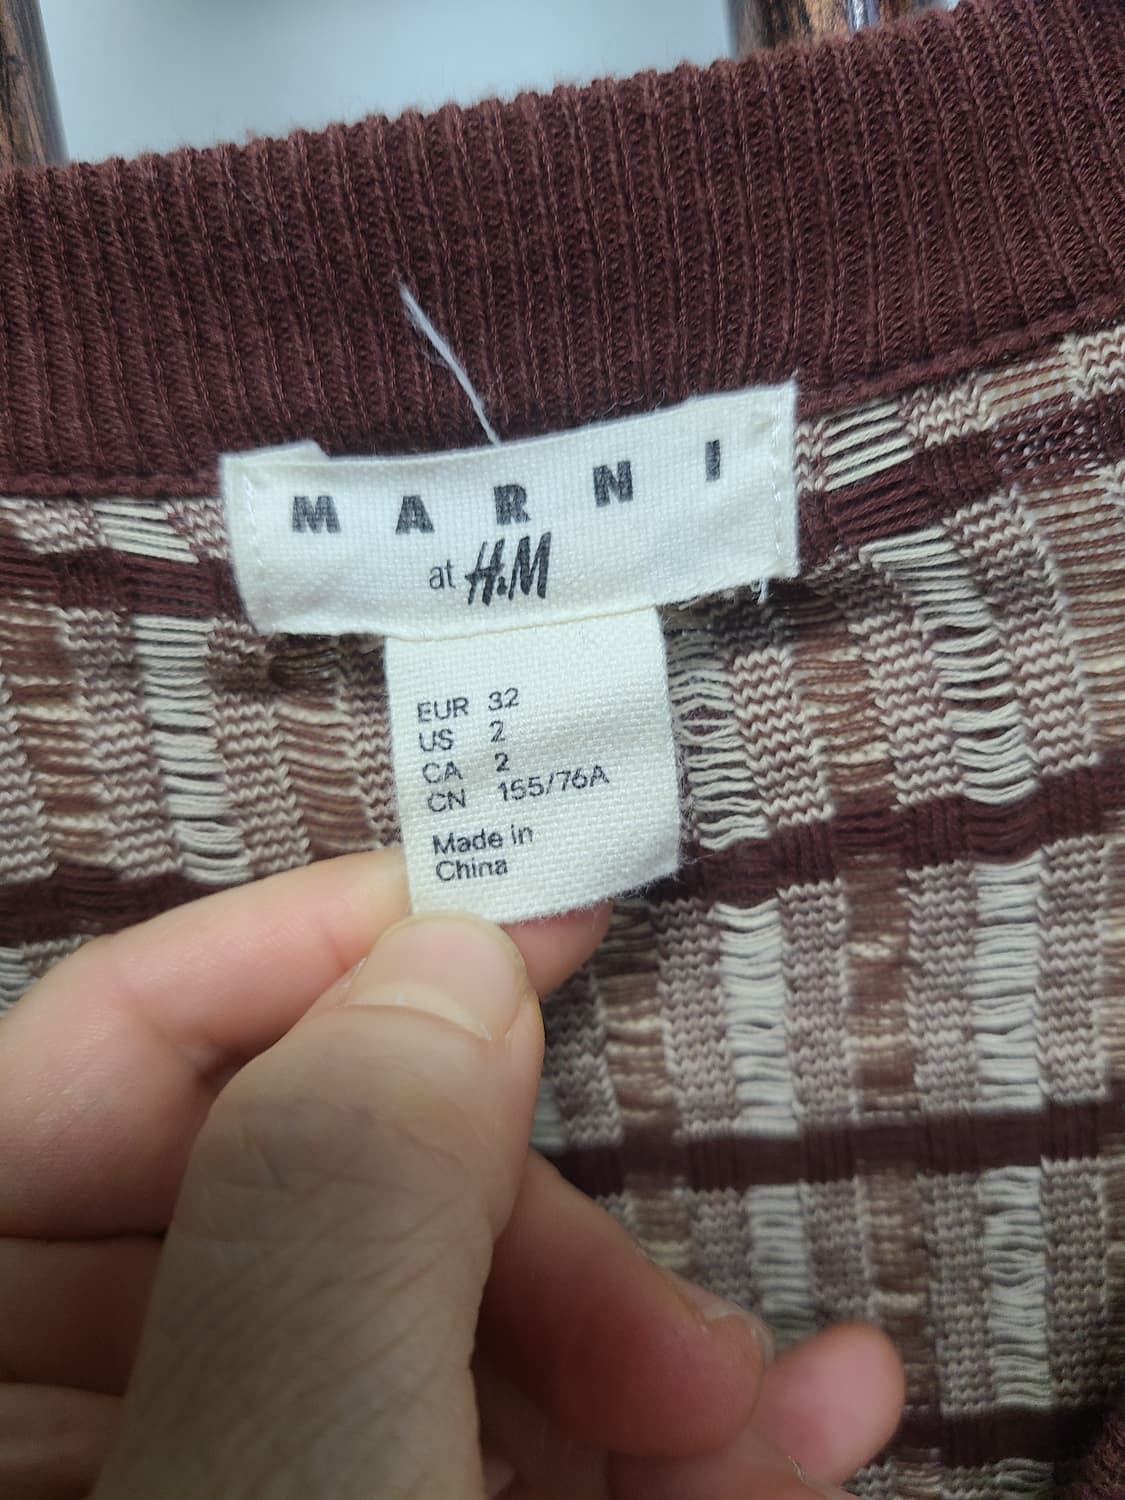 MARNI
at H&M
EUR 32
US 2
CA 2
CN 155/76A
Made in
China